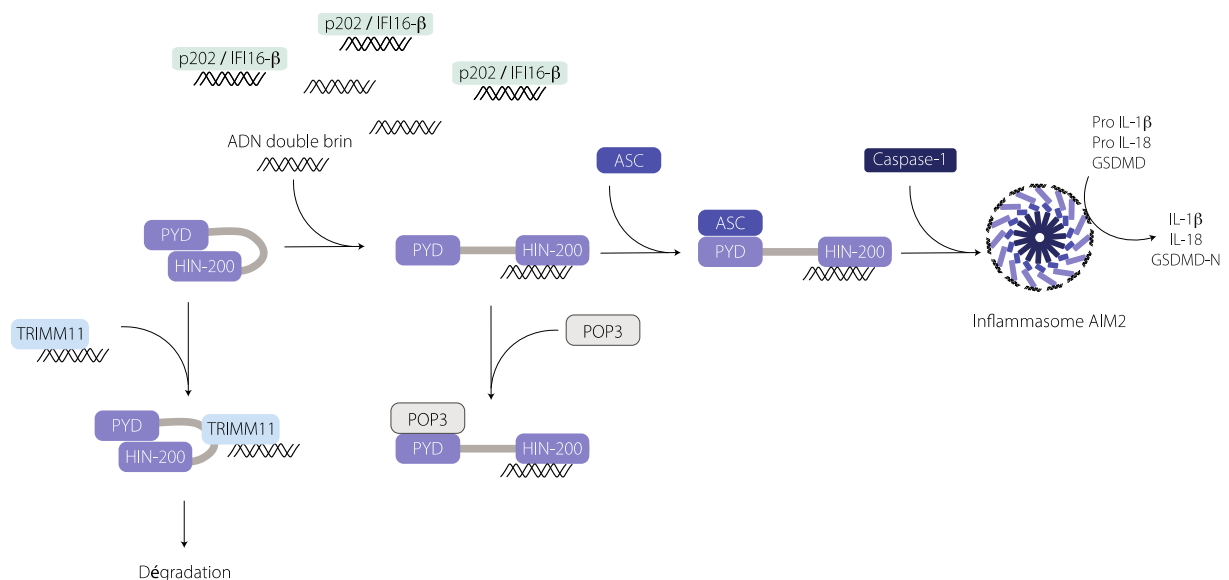 p202 / IFI16-β
p202 / IFI16-β
p202 / IFI16-β
ADN double brin
ASC
Caspase-1
Pro IL-1β
Pro IL-18
GSDMD
PYD
HIN-200
PYD
HIN-200
ASC
PYD
HIN-200
IL-1β
IL-18
GSDMD-N
Inflammasome AIM2
TRIMM11
POP3
PYD
HIN-200
TRIMM11
POP3
PYD
HIN-200
Dégradation